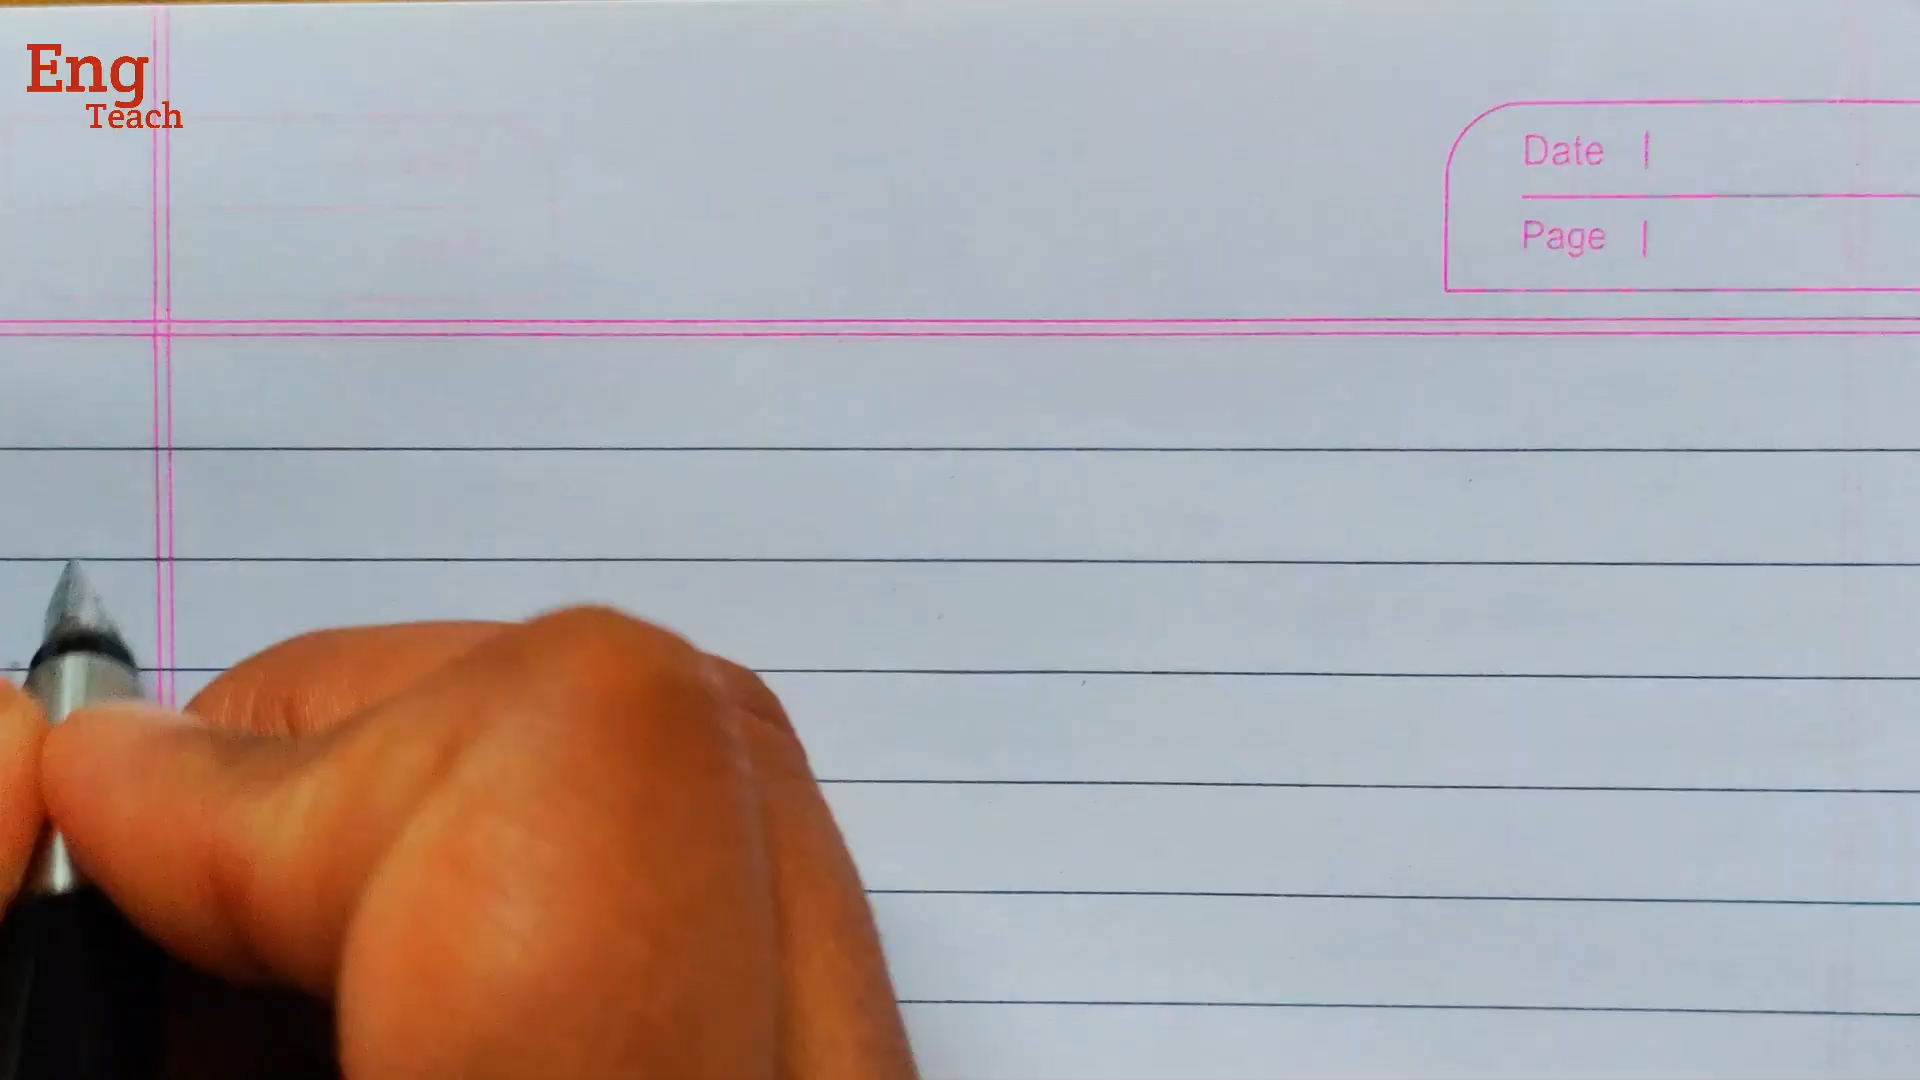 Eng
Teach
Date |
Page |